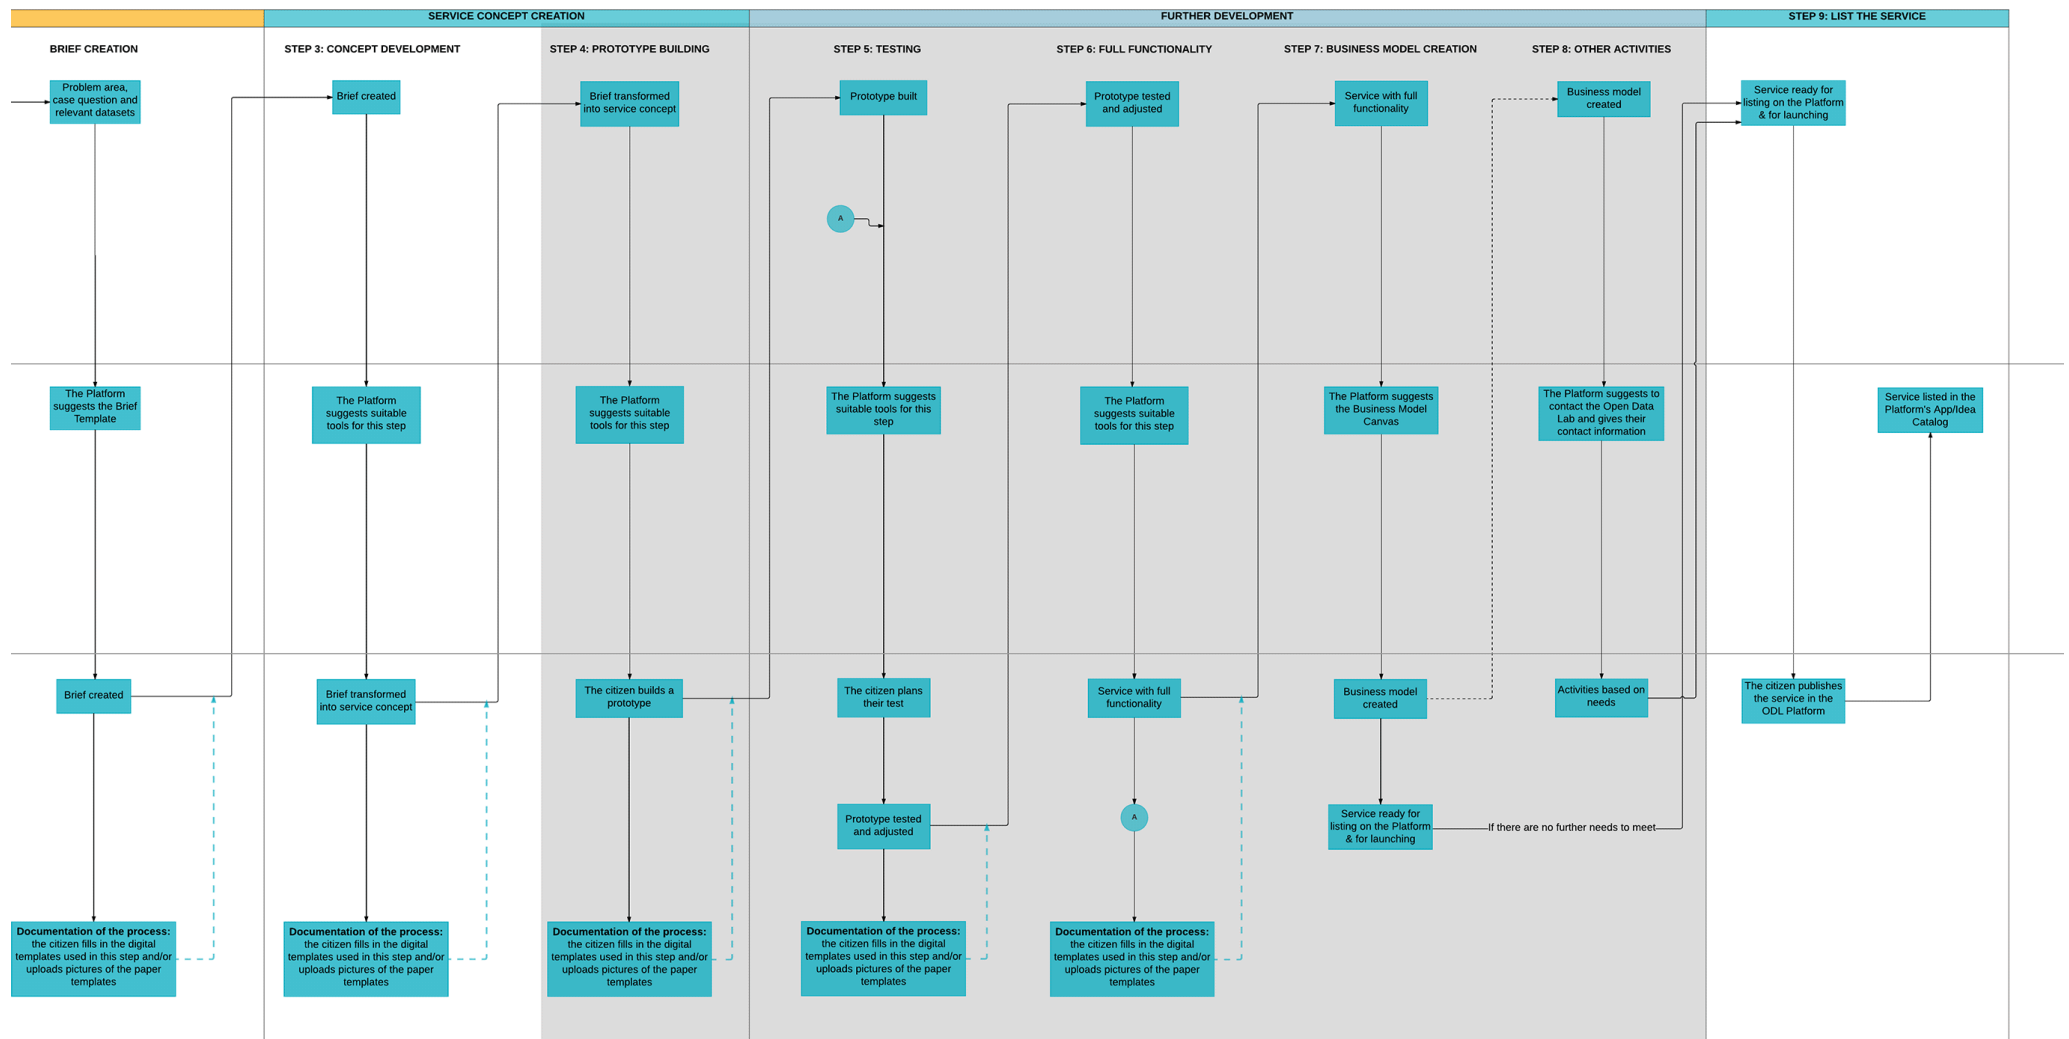 SERVICE CONCEPT CREATION
FURTHER DEVELOPMENT
STEP 9: LIST THE SERVICE
BRIEF CREATION
STEP 3: CONCEPT DEVELOPMENT
STEP 4: PROTOTYPE BUILDING
STEP 5: TESTING
STEP 6: FULL FUNCTIONALITY
STEP 7: BUSINESS MODEL CREATION
STEP 8: OTHER ACTIVITIES
Problem area,
case question and
relevant datasets
Brief created
Brief transformed
into service concept
Prototype built
Prototype tested
and adjusted
Service with full
functionality
Business model
created
Service ready for
listing on the Platform
& for launching
A
The Platform
suggests the Brief
Template
The Platform
suggests suitable
tools for this step
The Platform
suggests suitable
tools for this step
The Platform suggests
suitable tools for this
step
The Platform
suggests suitable
tools for this step
The Platform suggests
the Business Model
Canvas
The Platform suggests to
contact the Open Data
Lab and gives their
contact information
Service listed in the
Platform's App/Idea
Catalog
Brief created
Brief transformed
into service concept
The citizen builds a
prototype
The citizen plans
their test
Service with full
functionality
Business model
created
Activities based on
needs
The citizen publishes
the service in the
ODL Platform
Prototype tested
and adjusted
A
Service ready for
listing on the Platform
& for launching
If there are no further needs to meet
Documentation of the process:
the citizen fills in the digital
templates used in this step and/or
uploads pictures of the paper
templates
Documentation of the process:
the citizen fills in the digital
templates used in this step and/or
uploads pictures of the paper
templates
Documentation of the process:
the citizen fills in the digital
templates used in this step and/or
uploads pictures of the paper
templates
Documentation of the process:
the citizen fills in the digital
templates used in this step and/or
uploads pictures of the paper
templates
Documentation of the process:
the citizen fills in the digital
templates used in this step and/or
uploads pictures of the paper
templates